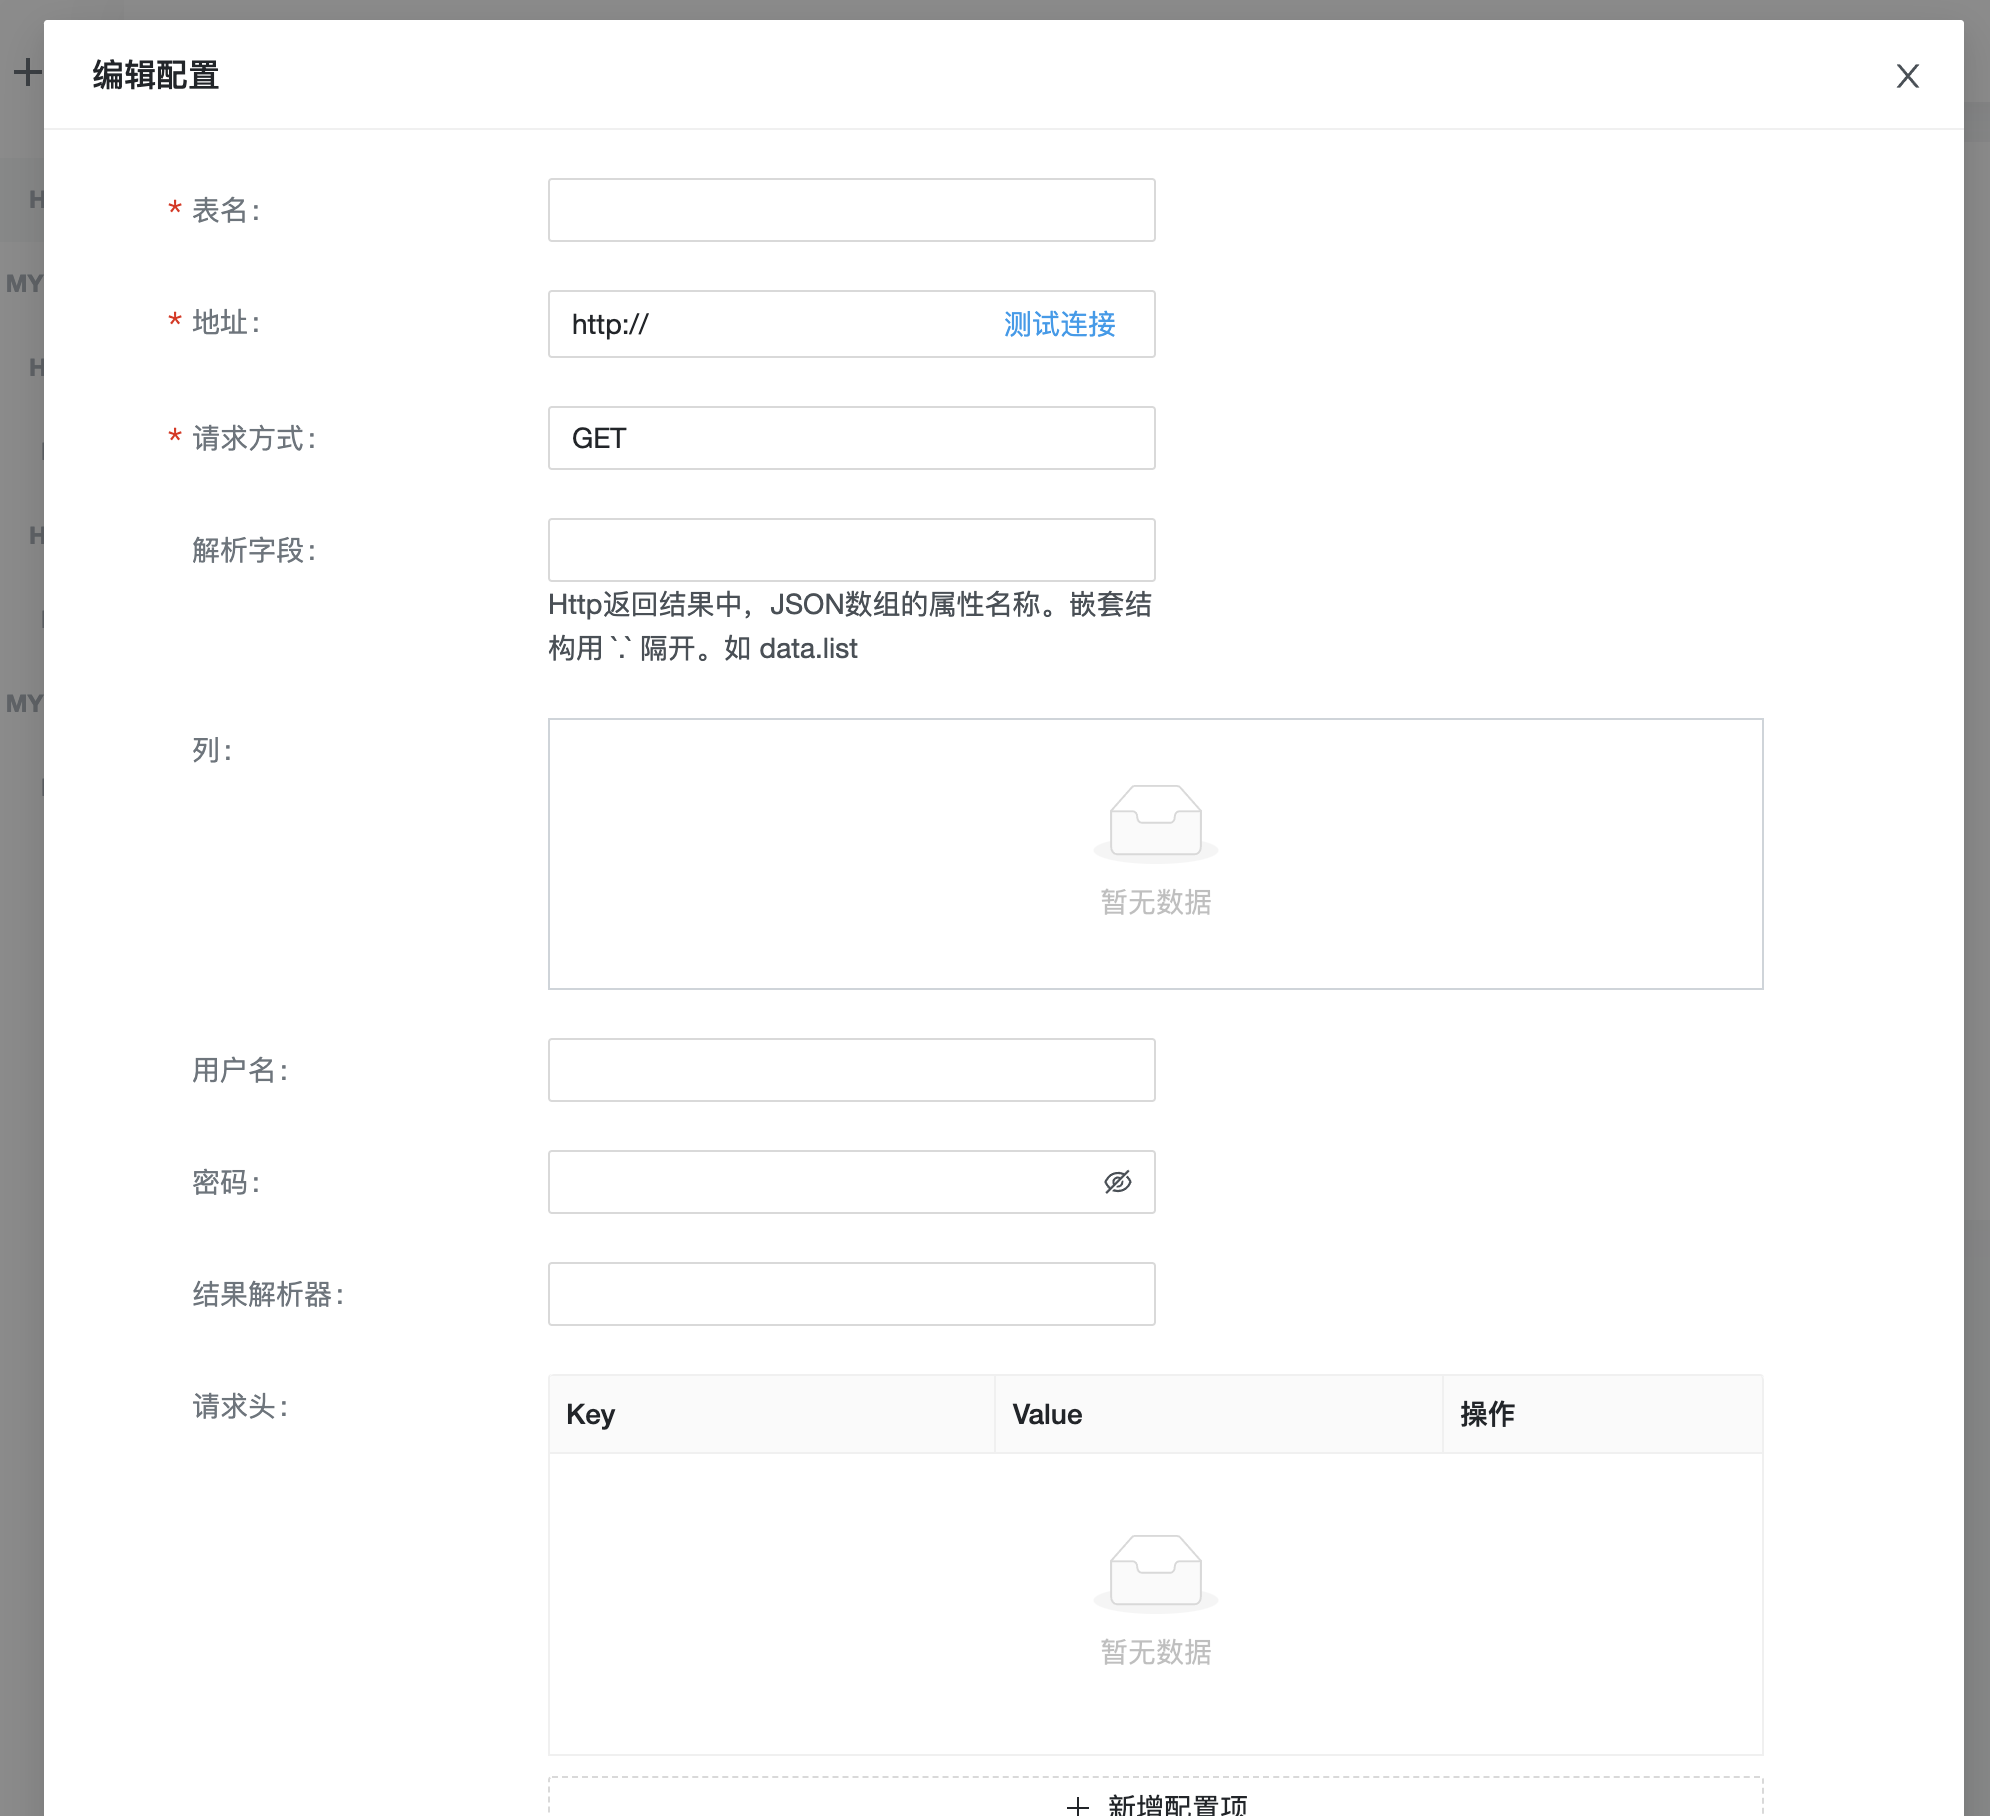 编辑配置
* 表名:
* 地址:
http://
测试连接
* 请求方式:
GET
解析字段:
Http返回结果中，JSON数组的属性名称。嵌套结
构用 `.` 隔开。如 data.list
列:
暂无数据
用户名:
密码:
结果解析器:
请求头:
Key
Value
操作
暂无数据
+ 新增配置项
MY
MY